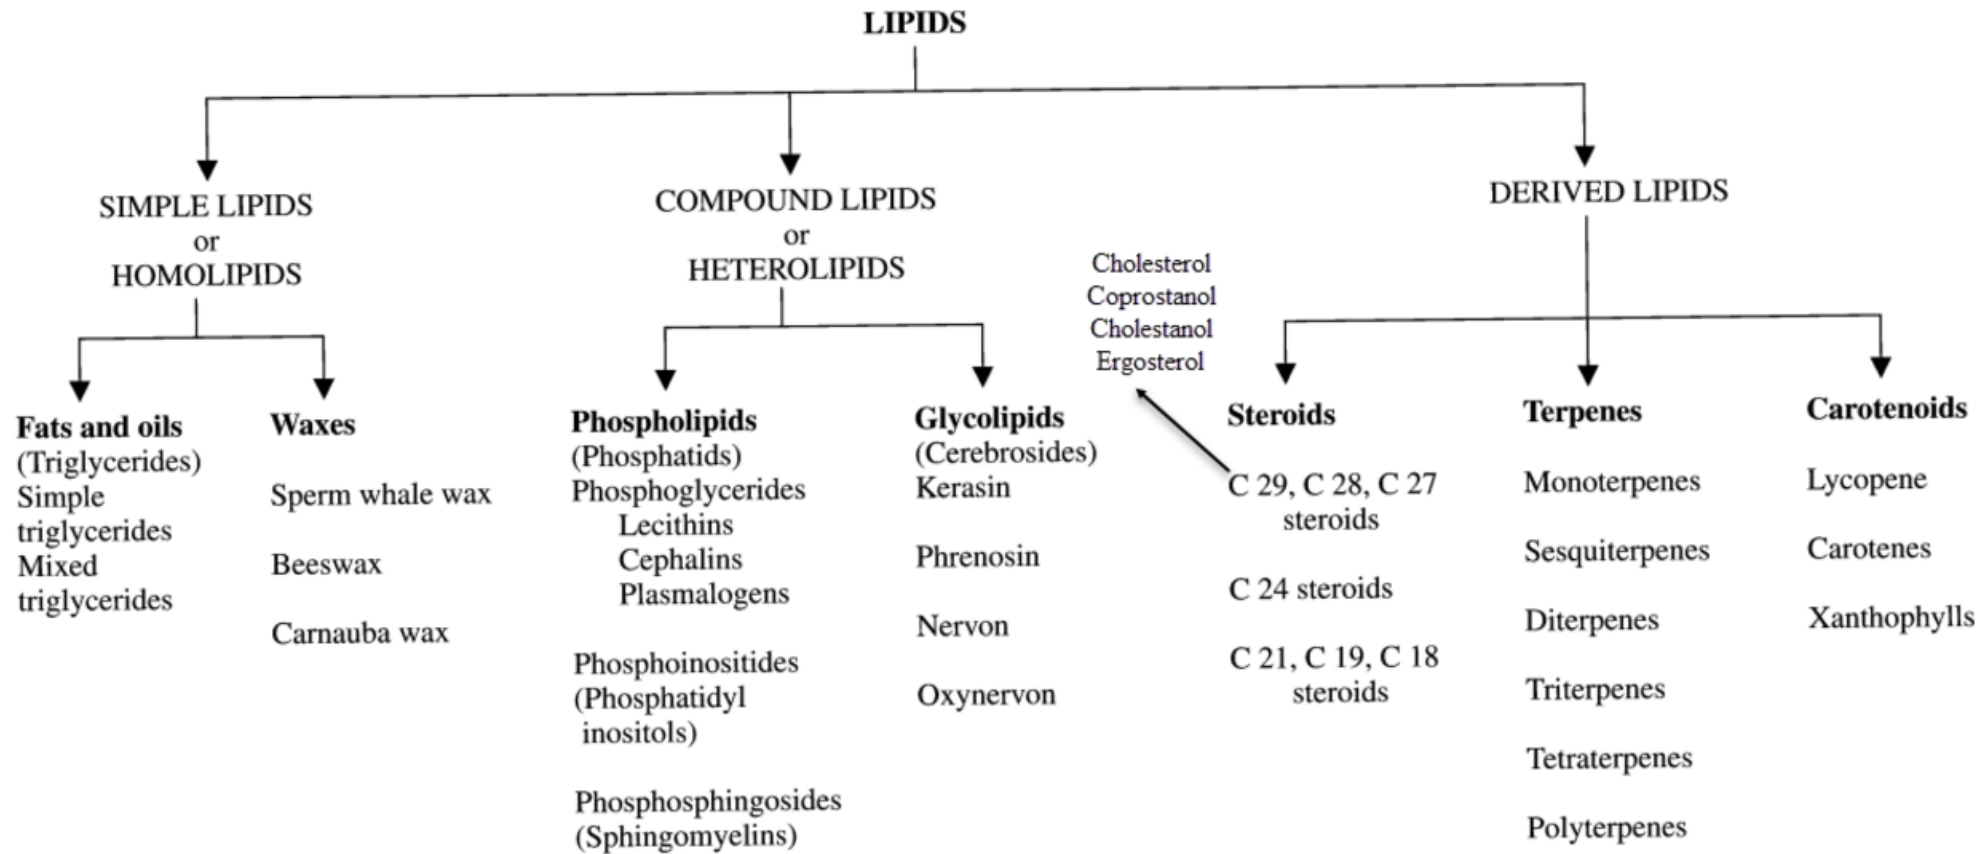 LIPIDS
SIMPLE LIPIDS
or
HOMOLIPIDS
COMPOUND LIPIDS
or
HETEROLIPIDS
DERIVED LIPIDS
Fats and oils
(Triglycerides)
Simple
triglycerides
Mixed
triglycerides
Waxes
Sperm whale wax
Beeswax
Carnauba wax
Phospholipids
(Phosphatids)
Phosphoglycerides
Lecithins
Cephalins
Plasmalogens
Phosphoinositides
(Phosphatidyl
inositols)
Phosphosphingosides
(Sphingomyelins)
Glycolipids
(Cerebrosides)
Kerasin
Phrenosin
Nervon
Oxynervon
Cholesterol
Coprostanol
Cholestanol
Ergosterol
Steroids
C 29, C 28, C 27
steroids
C 24 steroids
C 21, C 19, C 18
steroids
Terpenes
Monoterpenes
Sesquiterpenes
Diterpenes
Triterpenes
Tetraterpenes
Polyterpenes
Carotenoids
Lycopene
Carotenes
Xanthophylls